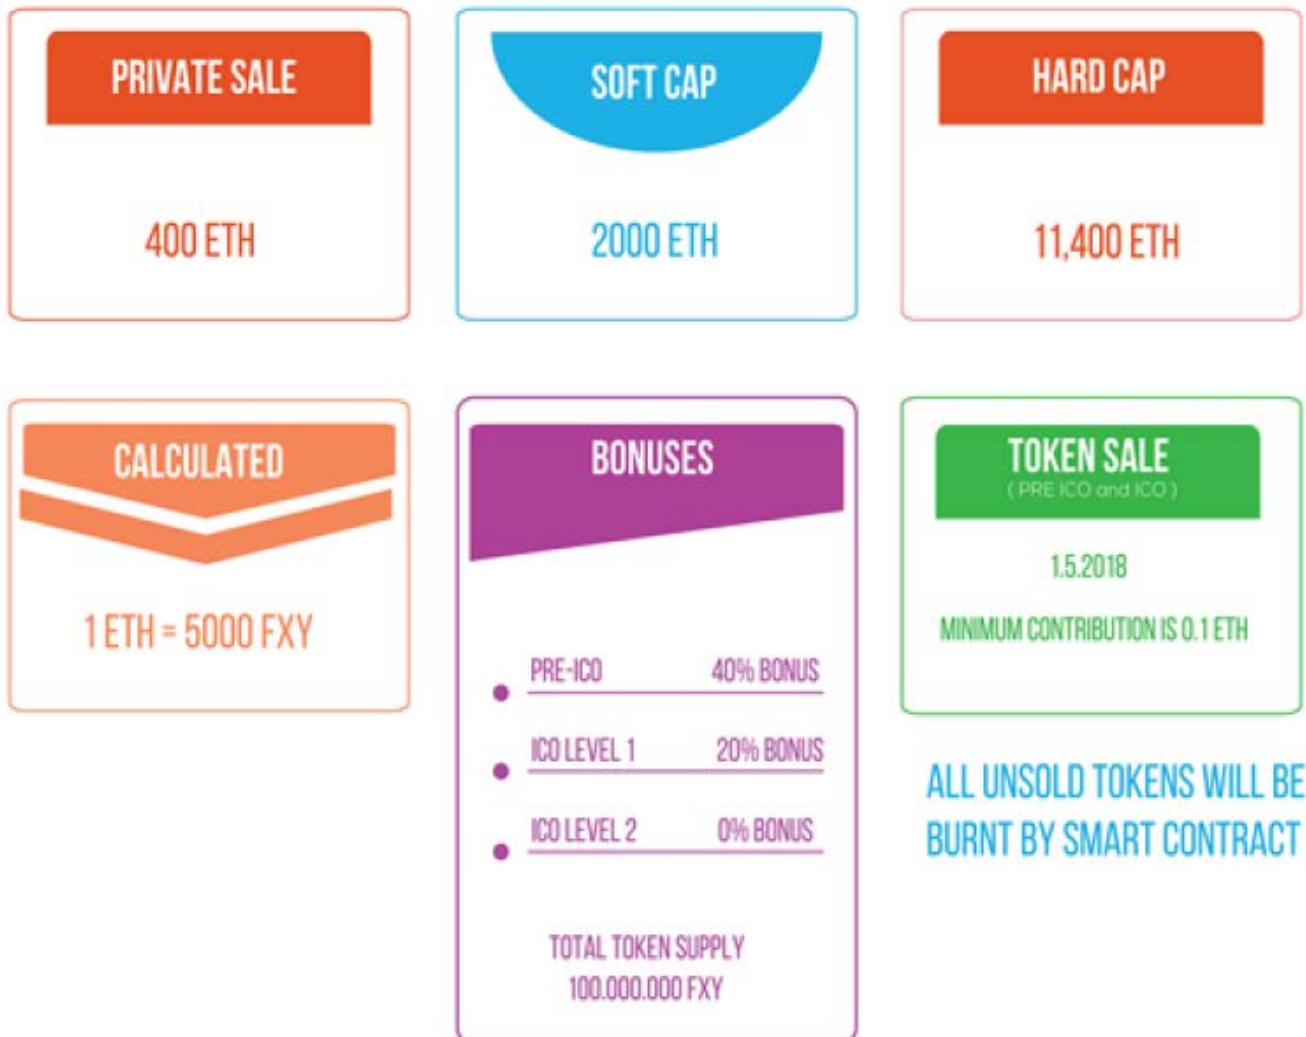 PRIVATE SALE
400 ETH
SOFT CAP
2000 ETH
HARD CAP
11,400 ETH
CALCULATED
1 ETH = 5000 FXY
BONUSES
PRE-ICO 40% BONUS
ICO LEVEL 1 20% BONUS
ICO LEVEL 2 0% BONUS
TOTAL TOKEN SUPPLY
100.000.000 FXY
TOKEN SALE
( PRE ICO and ICO )
1.5.2018
MINIMUM CONTRIBUTION IS 0.1 ETH
ALL UNSOLD TOKENS WILL BE
BURNT BY SMART CONTRACT